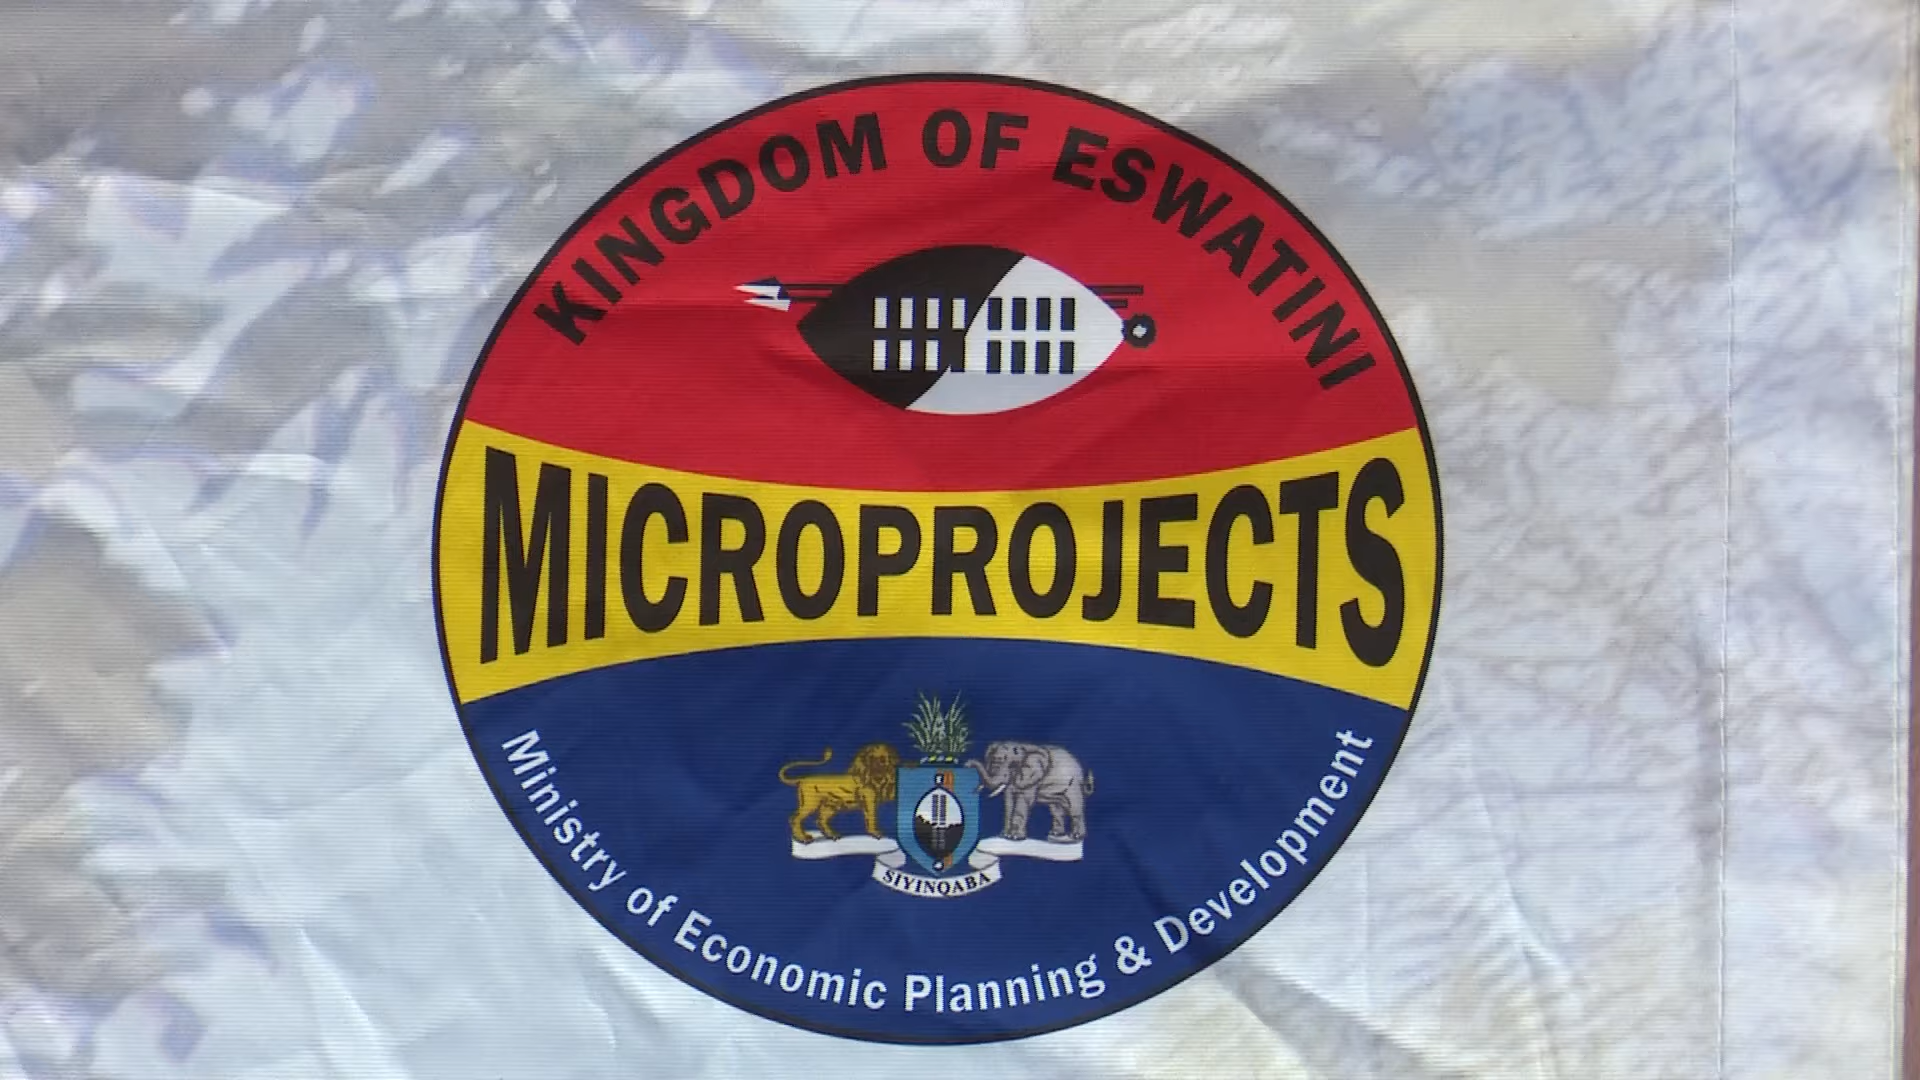 KINGDOM OF ESWATINI
MICROPROJECTS
SIYINQABA
Ministry of Economic Planning & Development